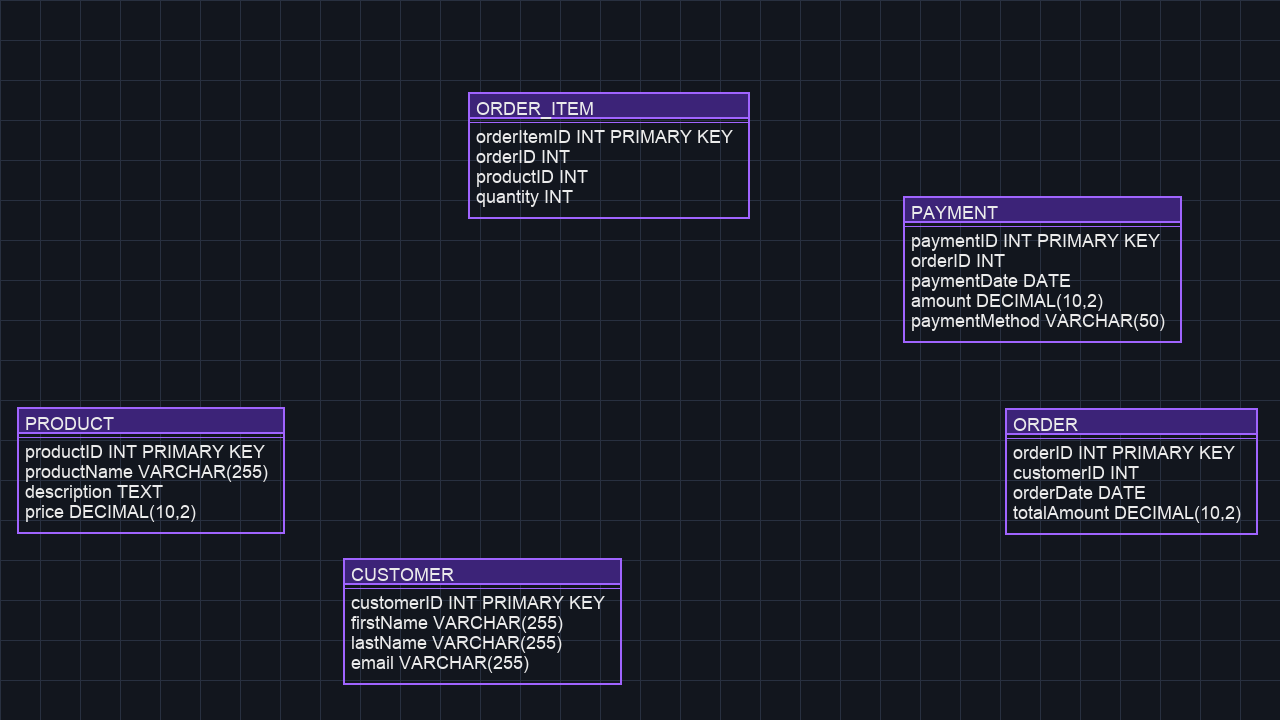 ORDER_ITEM
orderItemID INT PRIMARY KEY
orderID INT
productID INT
quantity INT
PAYMENT
paymentID INT PRIMARY KEY
orderID INT
paymentDate DATE
amount DECIMAL(10,2)
paymentMethod VARCHAR(50)
PRODUCT
productID INT PRIMARY KEY
productName VARCHAR(255)
description TEXT
price DECIMAL(10,2)
ORDER
orderID INT PRIMARY KEY
customerID INT
orderDate DATE
totalAmount DECIMAL(10,2)
CUSTOMER
customerID INT PRIMARY KEY
firstName VARCHAR(255)
lastName VARCHAR(255)
email VARCHAR(255)